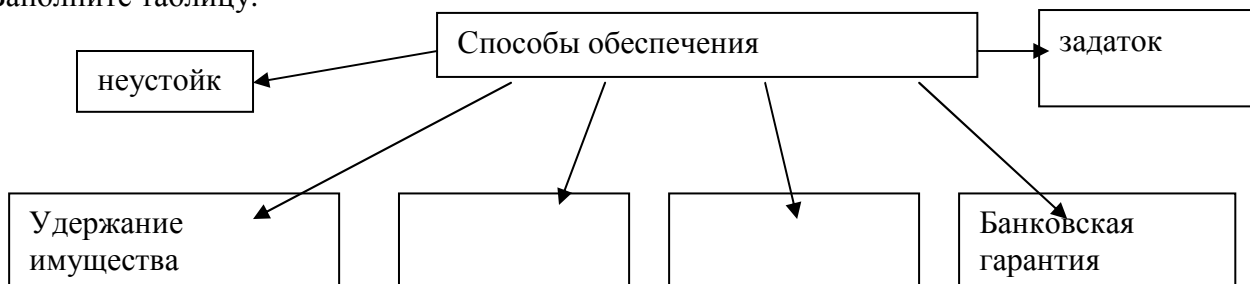 Заполните таблицу.
Способы обеспечения
задаток
неустойк
Удержание
имущества
Банковская
гарантия